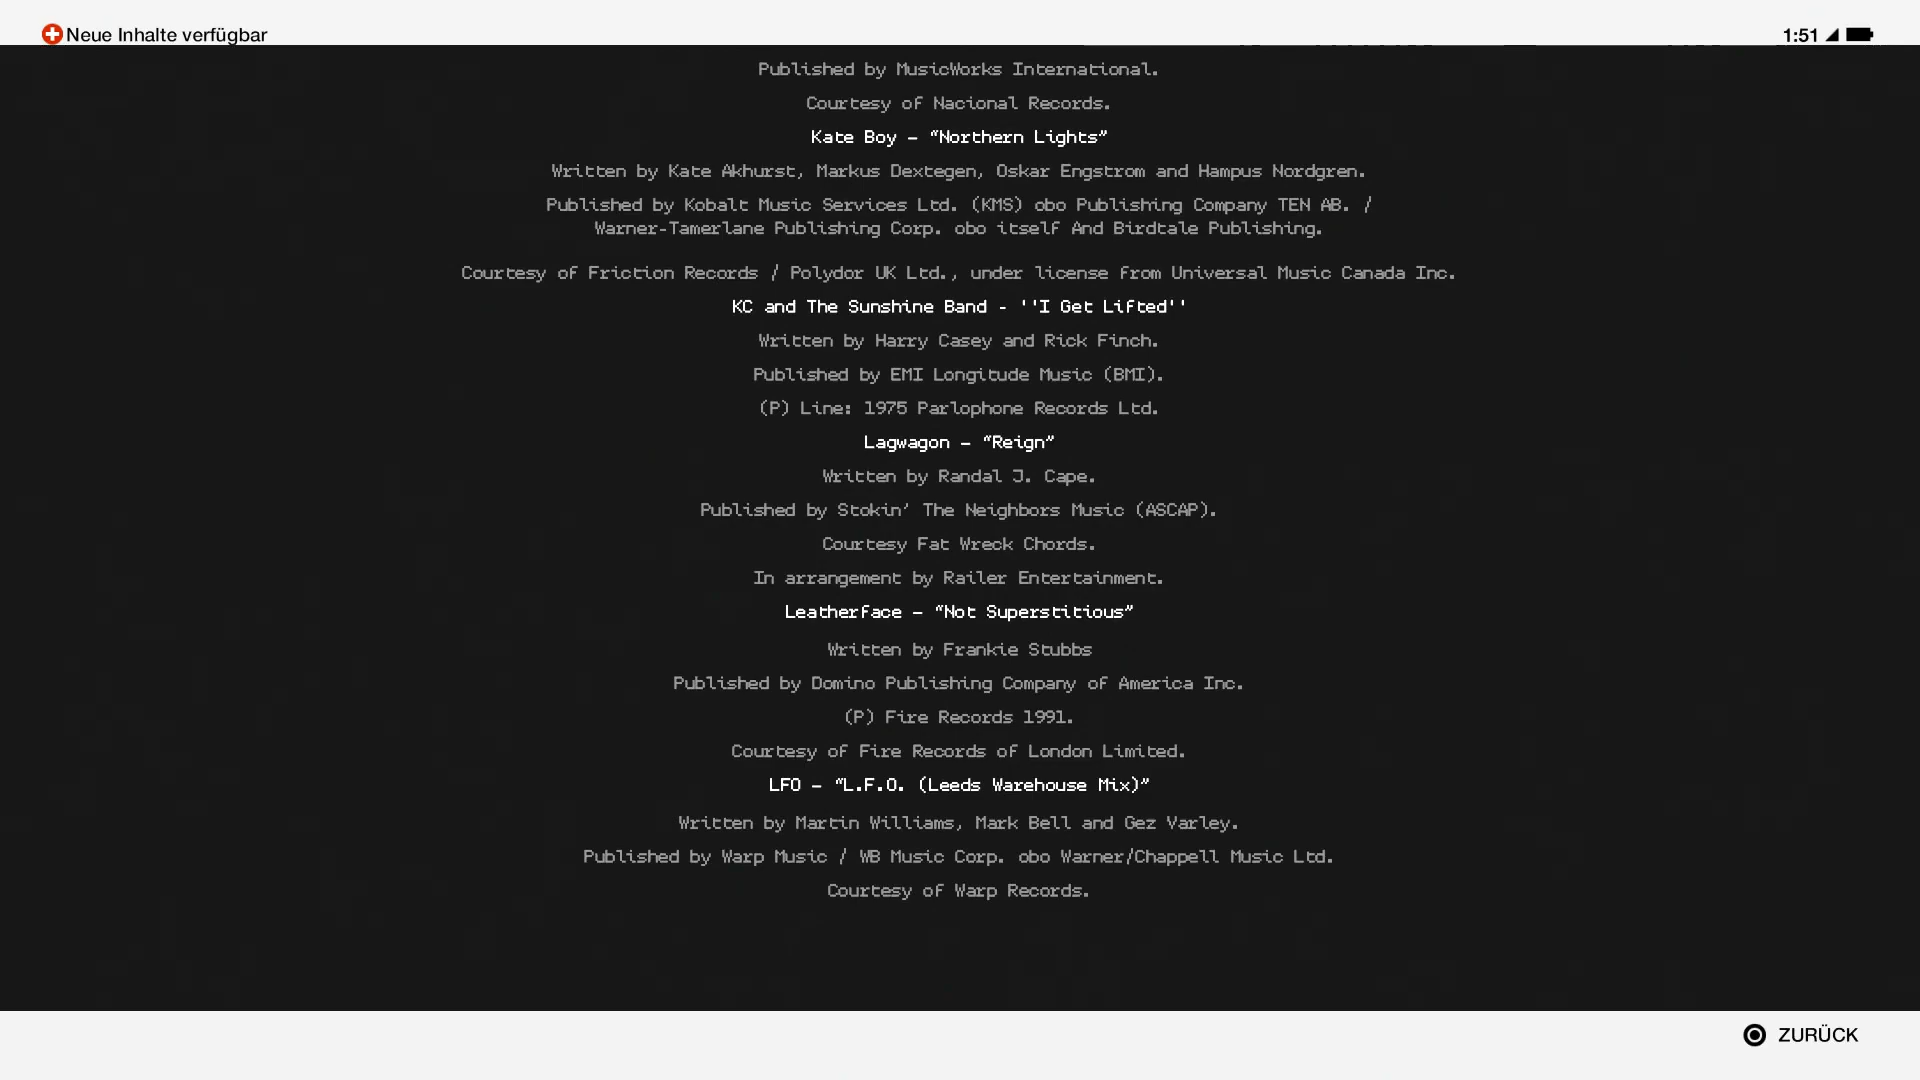 Neue Inhalte verfügbar
1:51
Published by MusicWorks International.
Courtesy of Nacional Records.
Kate Boy – “Northern Lights”
Written by Kate Akhurst, Markus Dextegen, Oskar Engstrom and Hampus Nordgren.
Published by Kobalt Music Services Ltd. (KMS) obo Publishing Company TEN AB. /
Warner-Tamerlane Publishing Corp. obo itself And Birdtale Publishing.
Courtesy of Friction Records / Polydor UK Ltd., under license from Universal Music Canada Inc.
KC and The Sunshine Band - ''I Get Lifted''
Written by Harry Casey and Rick Finch.
Published by EMI Longitude Music (BMI).
(P) Line: 1975 Parlophone Records Ltd.
Lagwagon – “Reign”
Written by Randal J. Cape.
Published by Stokin’ The Neighbors Music (ASCAP).
Courtesy Fat Wreck Chords.
In arrangement by Railer Entertainment.
Leatherface – “Not Superstitious”
Written by Frankie Stubbs
Published by Domino Publishing Company of America Inc.
(P) Fire Records 1991.
Courtesy of Fire Records of London Limited.
LFO – “L.F.O. (Leeds Warehouse Mix)”
Written by Martin Williams, Mark Bell and Gez Varley.
Published by Warp Music / WB Music Corp. obo Warner/Chappell Music Ltd.
Courtesy of Warp Records.
ZURÜCK